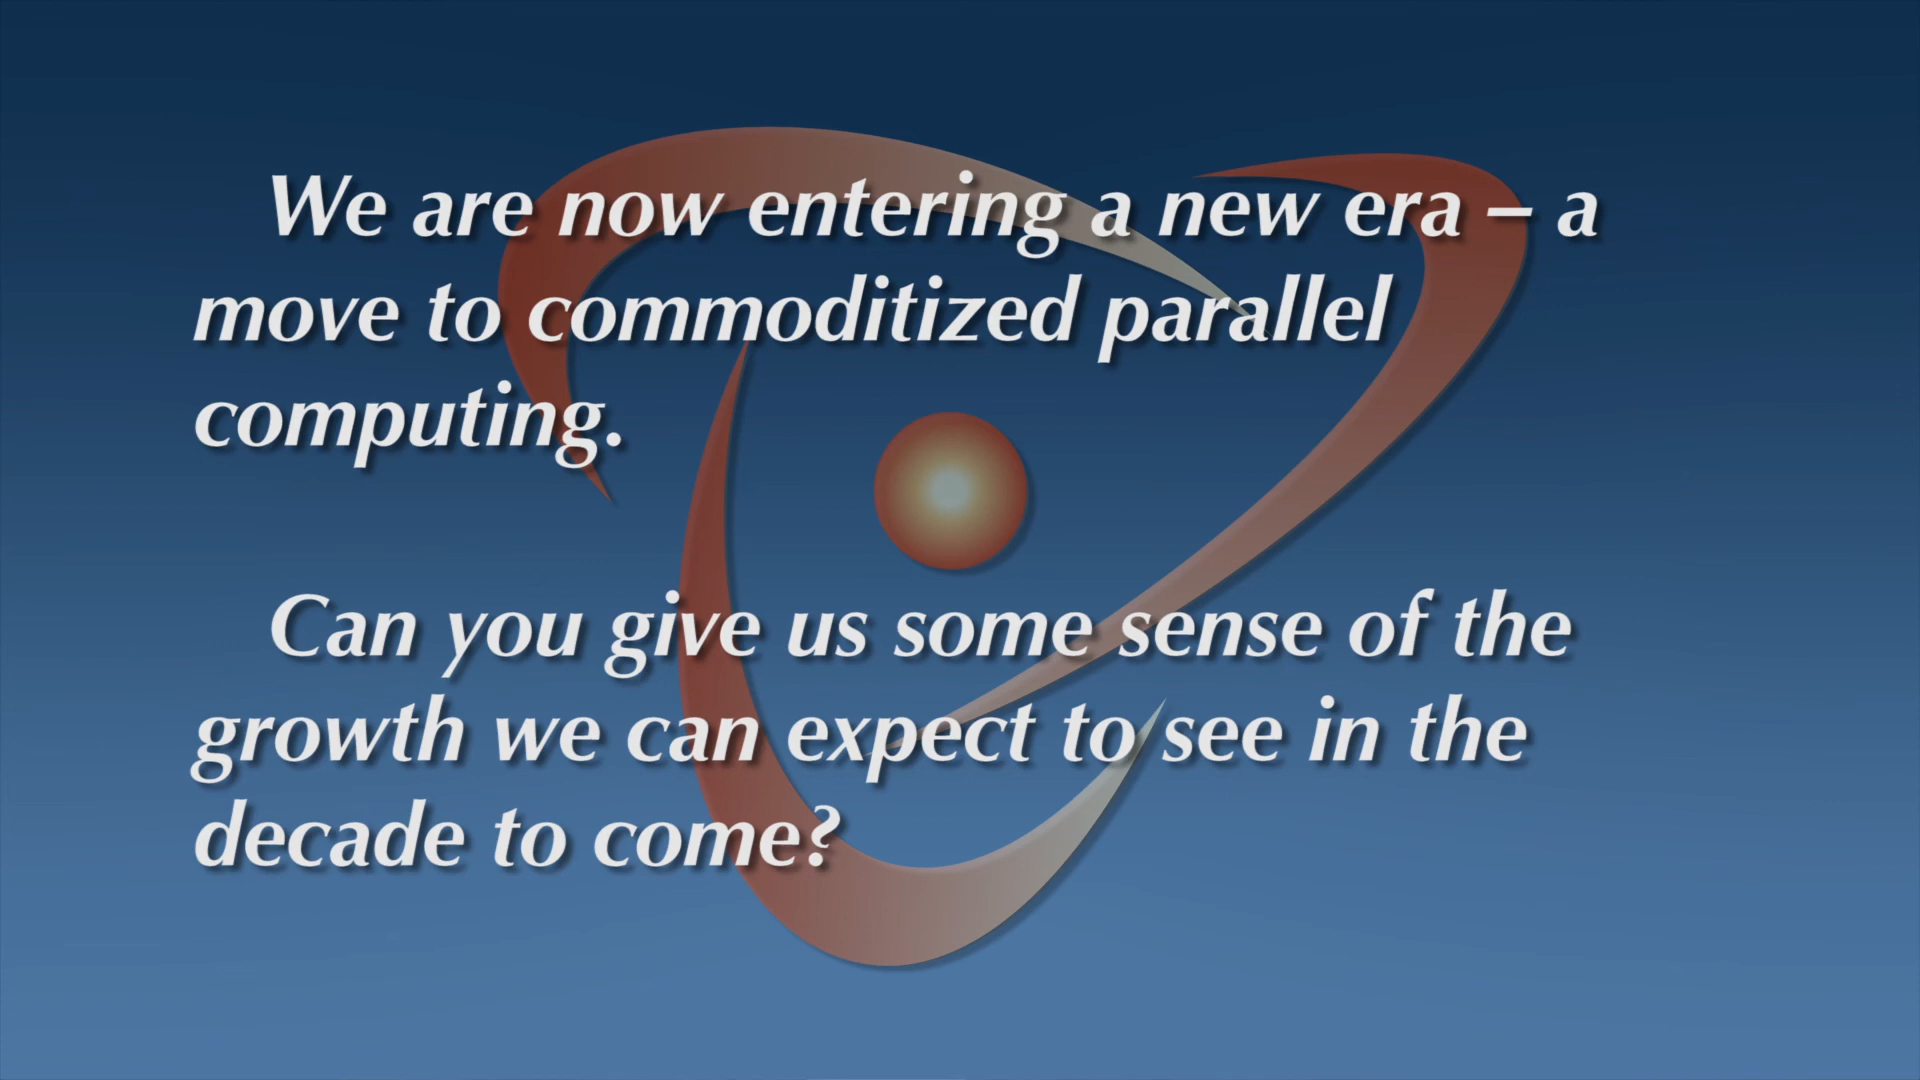 We are now entering a new era – a
move to commoditized parallel
computing.
Can you give us some sense of the
growth we can expect to see in the
decade to come?